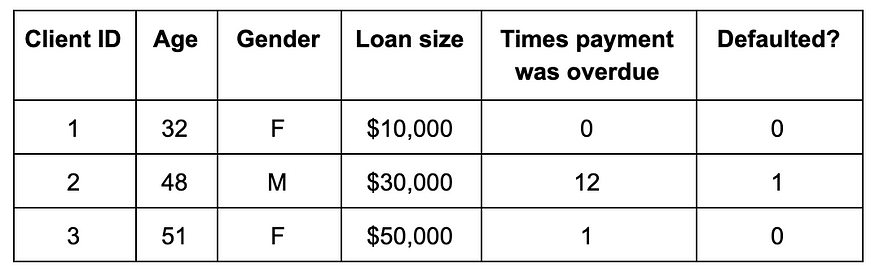 Client ID Age Gender Loan size Times payment was overdue Defaulted?
1 32 F $10,000 0 0
2 48 M $30,000 12 1
3 51 F $50,000 1 0